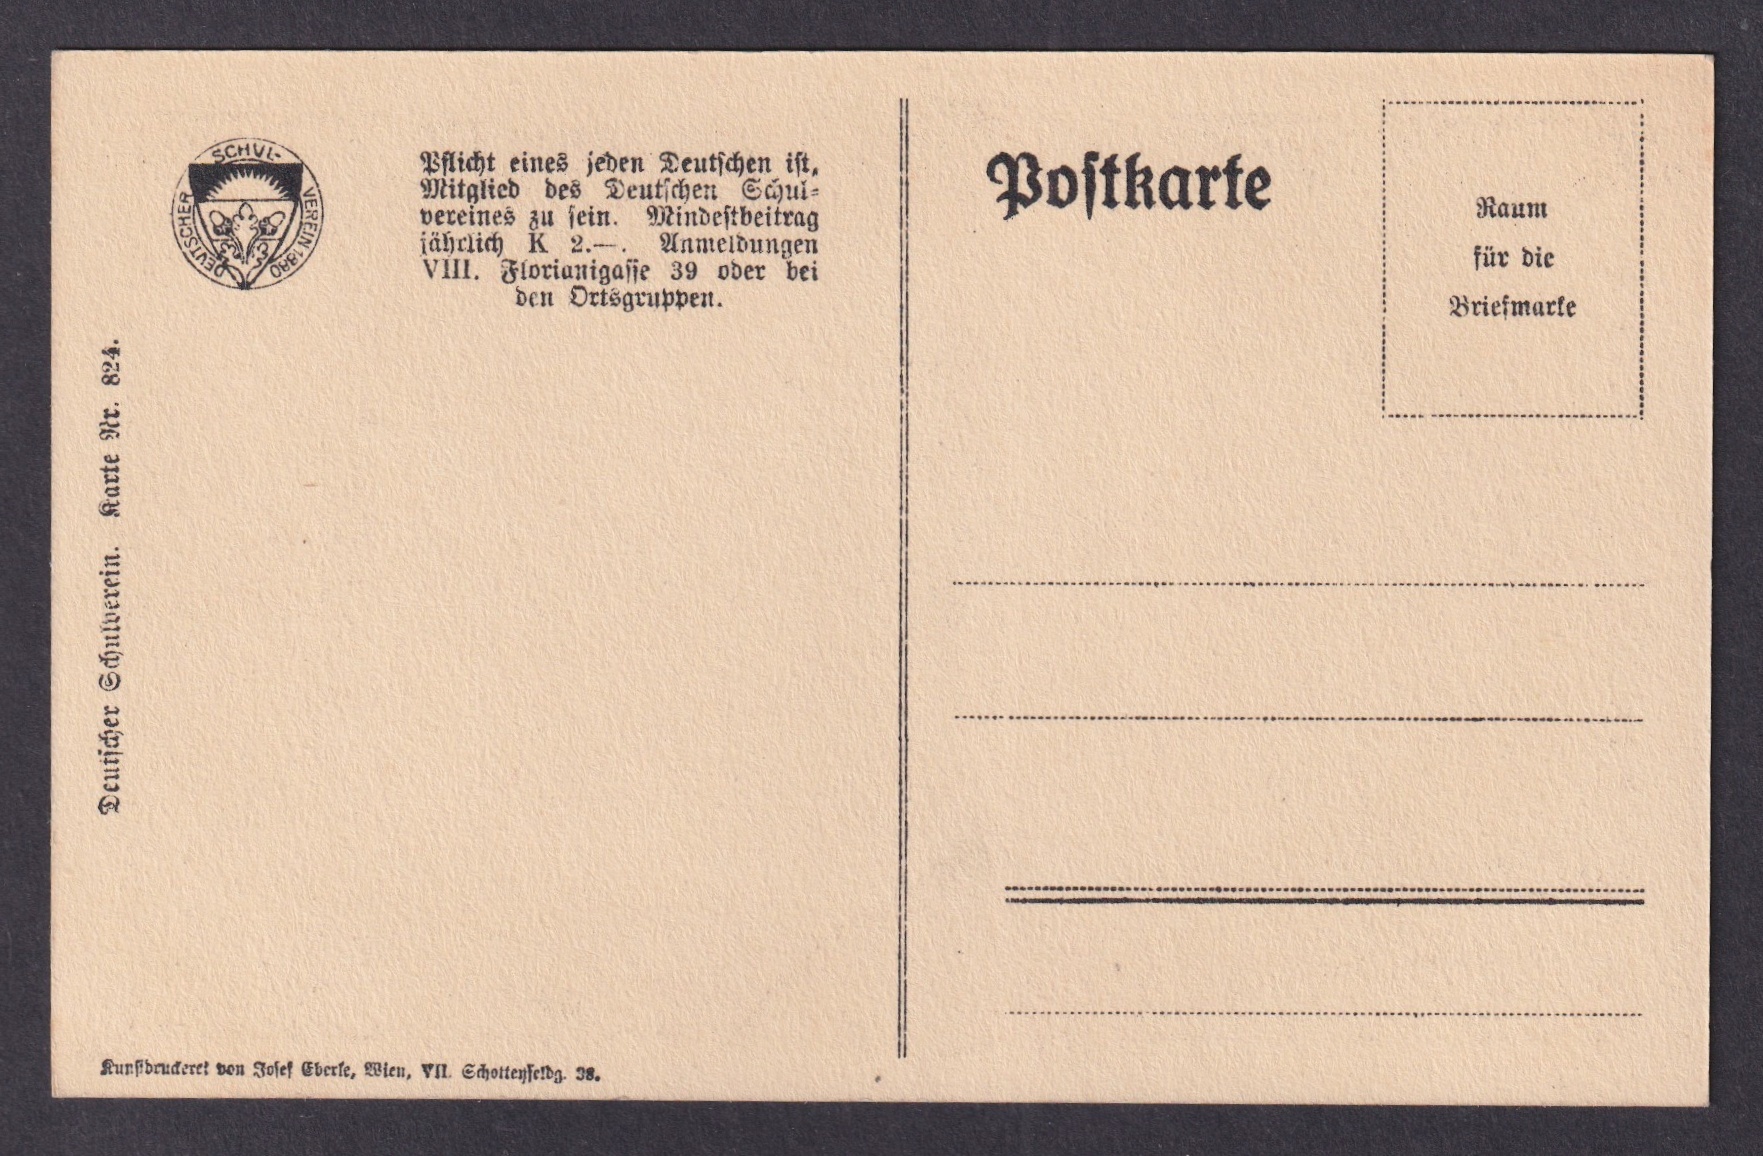 DEVTSCHER SCHVL-VEREIN 1880
Pflicht eines jeden Deutschen ist,
Mitglied des Deutschen Schul-
vereines zu sein. Mindestbeitrag
jährlich K 2.—. Anmeldungen
VIII. Florianigasse 39 oder bei
den Ortsgruppen.
Deutscher Schulverein. Karte Nr. 824.
Kunstdruckerei von Josef Eberle, Wien, VII. Schottenfeldg. 38.
Postkarte
Raum
für die
Briefmarke